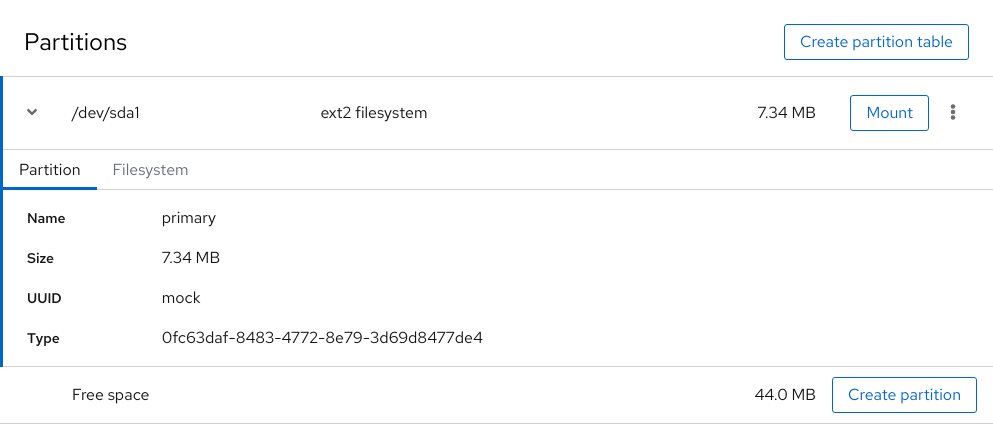 Partitions Create partition table
/dev/sda1 ext2 filesystem 7.34 MB Mount
Partition Filesystem
Name primary
Size 7.34 MB
UUID mock
Type 0fc63daf-8483-4772-8e79-3d69d8477de4
Free space 44.0 MB Create partition